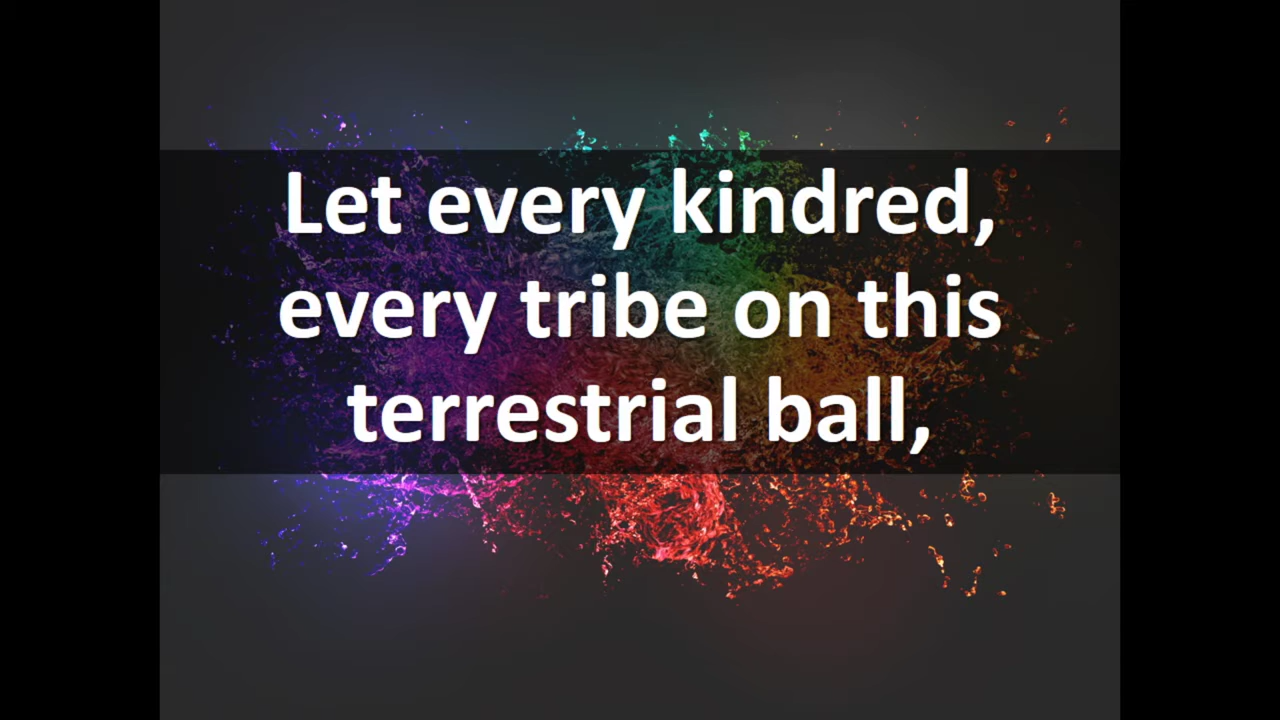 Let every kindred,
every tribe on this
terrestrial ball,